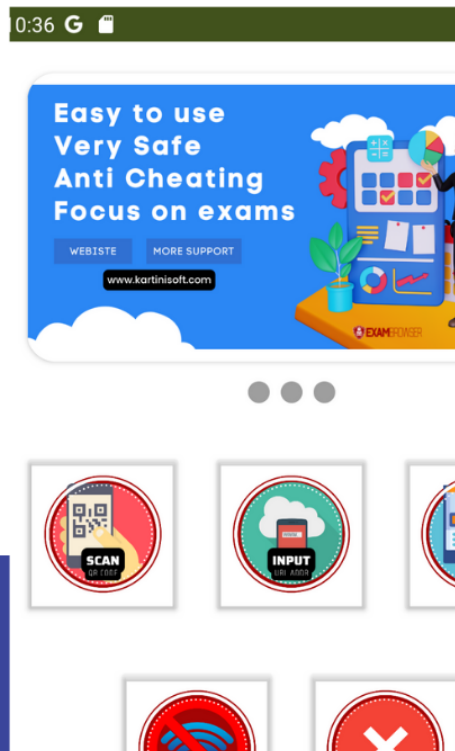 0:36 G
Easy to use
Very Safe
Anti Cheating
Focus on exams
WEBISTE MORE SUPPORT
www.kartinisoft.com
EXAMBROWSER
SCAN
QR CODE
INPUT
URL ADDR